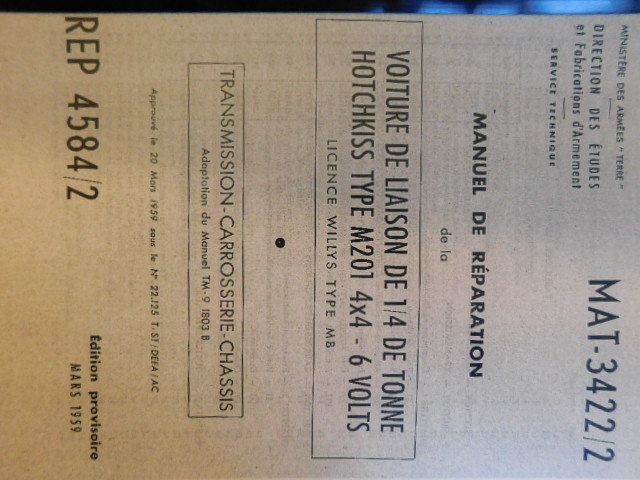 MINISTÈRE DES ARMÉES "TERRE"
DIRECTION DES ÉTUDES
et Fabrications d'Armement
SERVICE TECHNIQUE
MAT-3422/2
MANUEL DE RÉPARATION
de la
VOITURE DE LIAISON DE 1/4 DE TONNE
HOTCHKISS TYPE M201 4x4 - 6 VOLTS
LICENCE WILLYS TYPE MB
TRANSMISSION-CARROSSERIE-CHASSIS
Adaptation du Manuel TM-9 1803 B
Approuvé le 20 Mars 1959 sous le N° 22.125 T-ST/DEFA/AC
REP 4584/2
Édition provisoire
MARS 1959